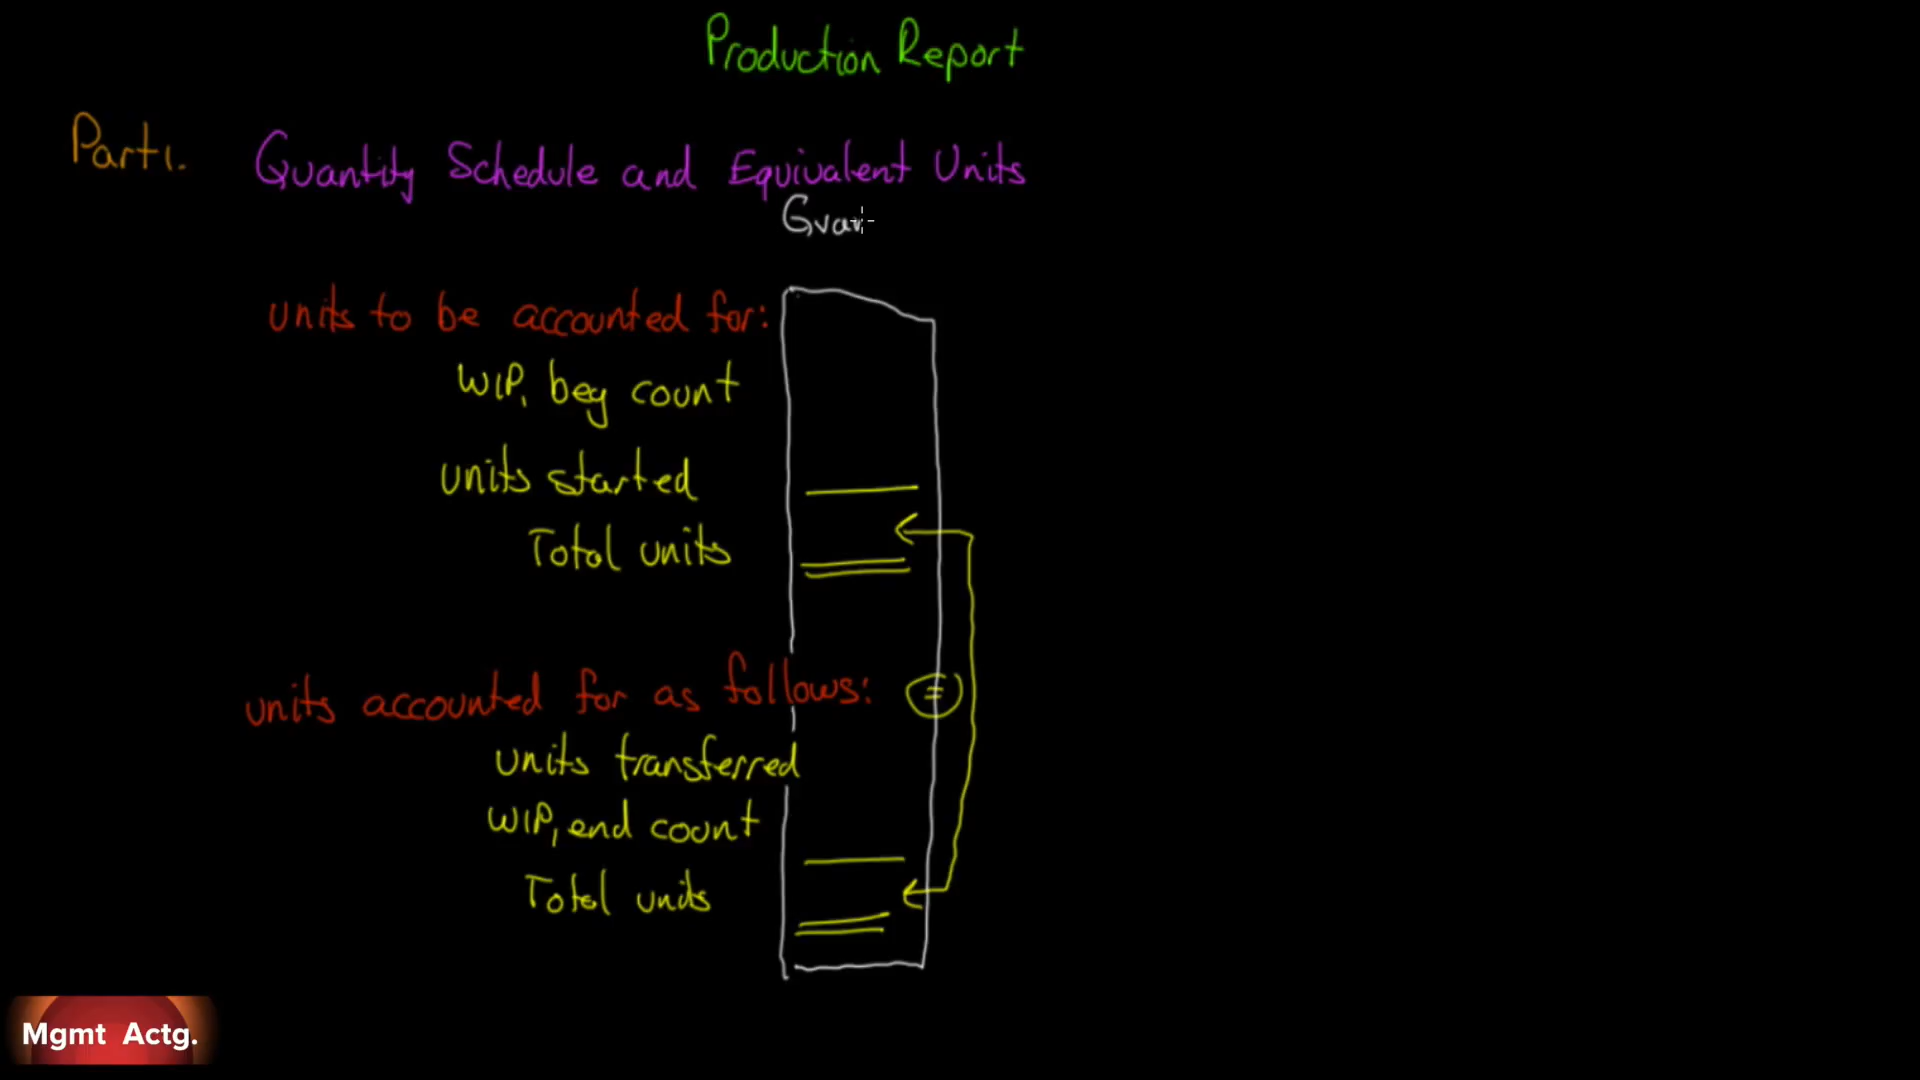 Production Report
Part 1.
Quantity Schedule and Equivalent Units
Quan
units to be accounted for:
WIP, beg count
units started
Total units
units accounted for as follows:
=
units transferred
WIP, end count
Total units
Mgmt Actg.